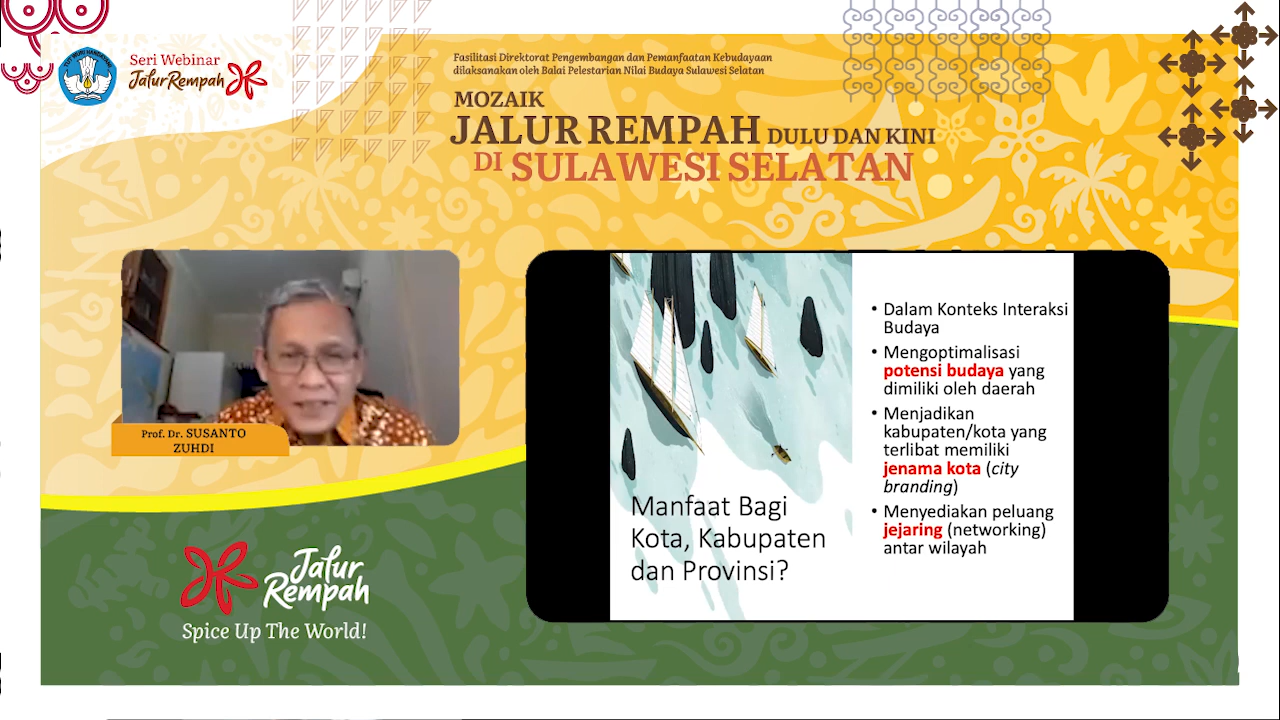 Seri Webinar
Jalur Rempah
Fasilitasi Direktorat Pengembangan dan Pemanfaatan Kebudayaan
dilaksanakan oleh Balai Pelestarian Nilai Budaya Sulawesi Selatan
MOZAIK
JALUR REMPAH DULU DAN KINI
DI SULAWESI SELATAN
Prof. Dr. SUSANTO
ZUHDI
Manfaat Bagi
Kota, Kabupaten
dan Provinsi?
• Dalam Konteks Interaksi
Budaya
• Mengoptimalisasi
potensi budaya yang
dimiliki oleh daerah
• Menjadikan
kabupaten/kota yang
terlibat memiliki
jenama kota (city
branding)
• Menyediakan peluang
jejaring (networking)
antar wilayah
Jalur
Rempah
Spice Up The World!